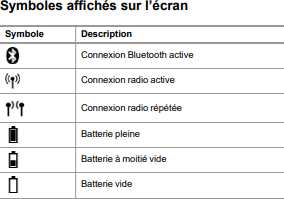 Symboles affichés sur l'écran
Symbole Description
Connexion Bluetooth active
Connexion radio active
Connexion radio répétée
Batterie pleine
Batterie à moitié vide
Batterie vide